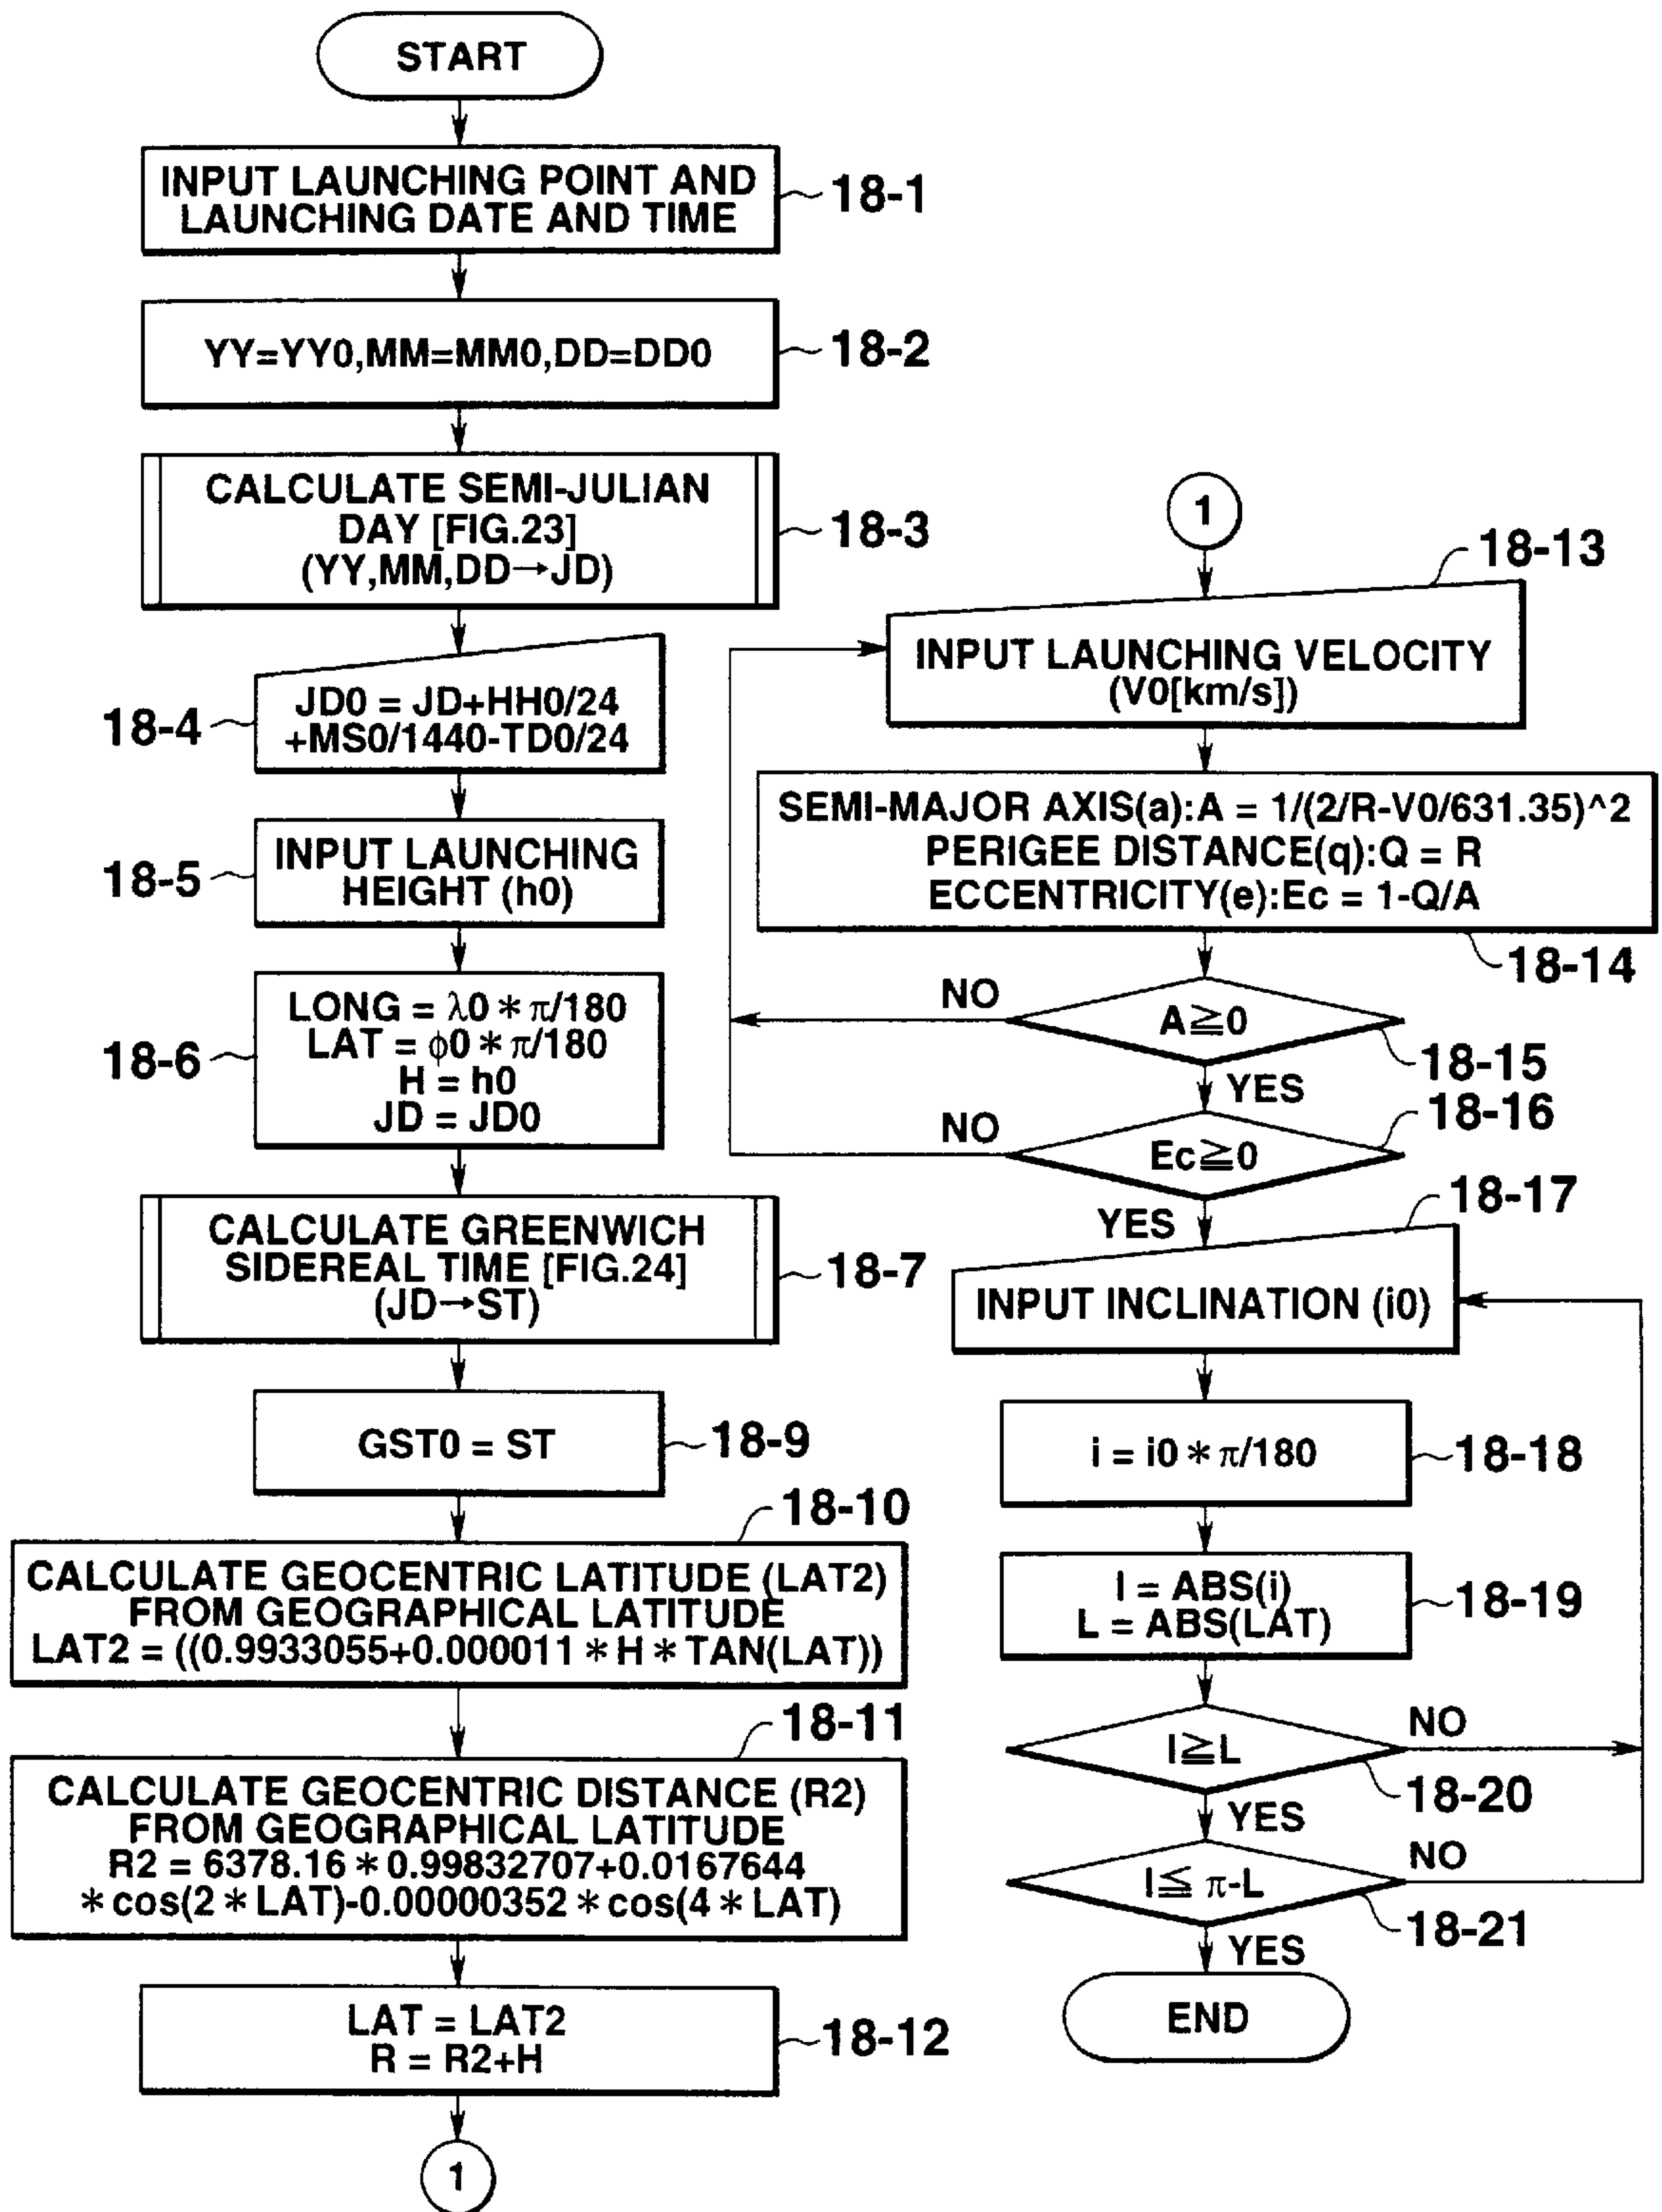 START
INPUT LAUNCHING POINT AND
LAUNCHING DATE AND TIME
18-1
YY=YY0,MM=MM0,DD=DD0
18-2
CALCULATE SEMI-JULIAN
DAY [FIG.23]
(YY,MM,DD→JD)
18-3
JD0 = JD+HH0/24
+MS0/1440-TD0/24
18-4
INPUT LAUNCHING
HEIGHT (h0)
18-5
LONG = λ0*π/180
LAT = ϕ0*π/180
H = h0
JD = JD0
18-6
CALCULATE GREENWICH
SIDEREAL TIME [FIG.24]
(JD→ST)
18-7
GST0 = ST
18-9
18-10
CALCULATE GEOCENTRIC LATITUDE (LAT2)
FROM GEOGRAPHICAL LATITUDE
LAT2 = ((0.9933055+0.000011*H*TAN(LAT))
18-11
CALCULATE GEOCENTRIC DISTANCE (R2)
FROM GEOGRAPHICAL LATITUDE
R2 = 6378.16*0.99832707+0.0167644
*cos(2*LAT)-0.00000352*cos(4*LAT)
LAT = LAT2
R = R2+H
18-12
1
1
18-13
INPUT LAUNCHING VELOCITY
(V0[km/s])
SEMI-MAJOR AXIS(a):A = 1/(2/R-V0/631.35)^2
PERIGEE DISTANCE(q):Q = R
ECCENTRICITY(e):Ec = 1-Q/A
18-14
NO
A≧0
18-15
YES
18-16
NO
Ec≧0
18-17
YES
INPUT INCLINATION (i0)
i = i0*π/180
18-18
I = ABS(i)
L = ABS(LAT)
18-19
NO
I≧L
18-20
YES
NO
I≦ π-L
18-21
YES
END